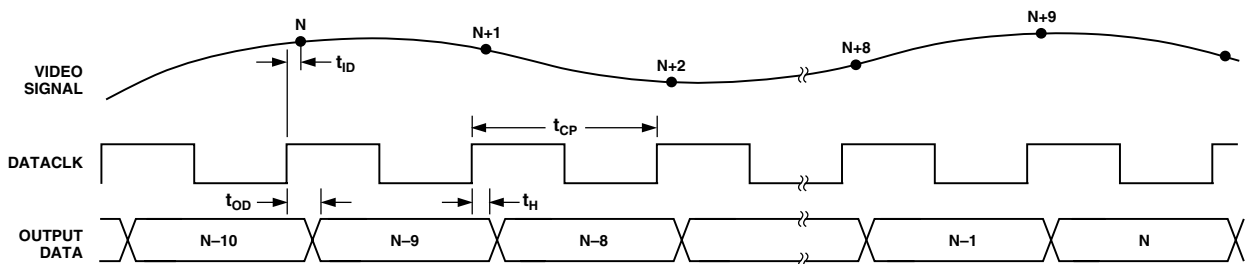 N
N+1
N+2
N+8
N+9
VIDEO
SIGNAL
tID
tCP
DATACLK
tOD
tH
OUTPUT
DATA
N–10
N–9
N–8
N–1
N